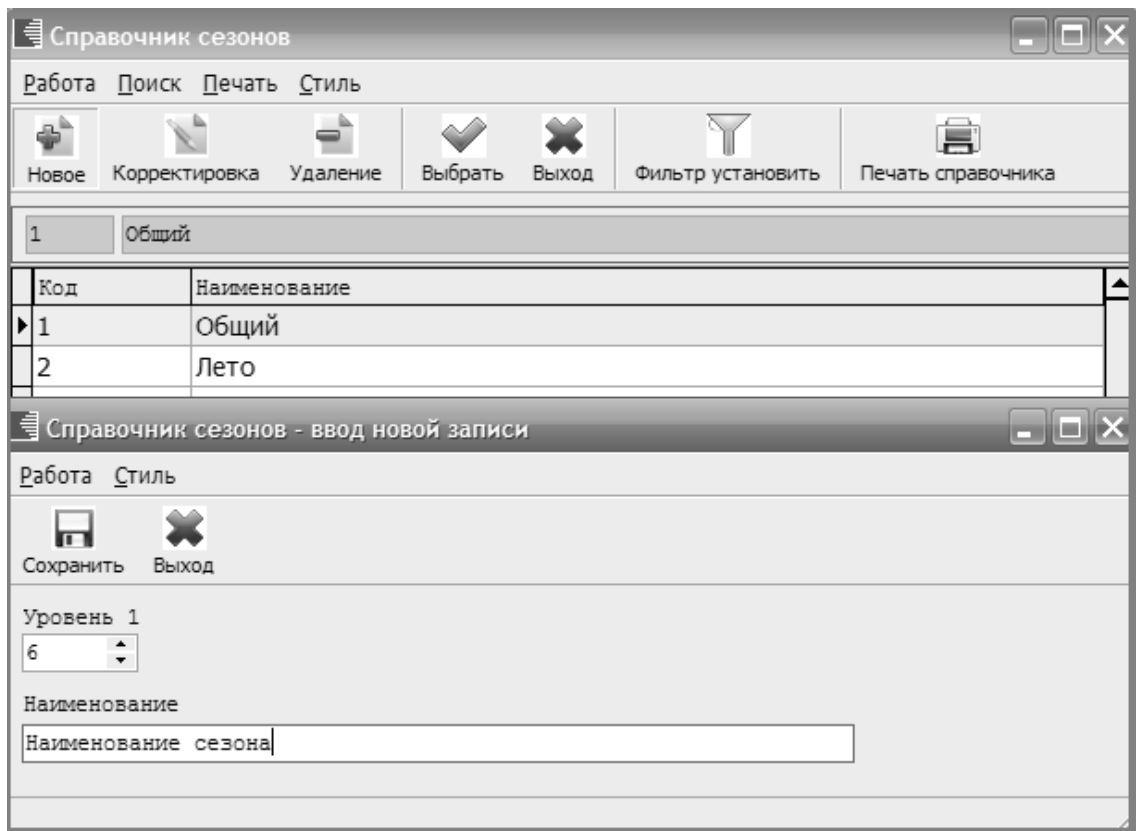 Справочник сезонов
Работа Поиск Печать Стиль
Новое Корректировка Удаление Выбрать Выход Фильтр установить Печать справочника
1 Общий
Код Наименование
1 Общий
2 Лето
Справочник сезонов - ввод новой записи
Работа Стиль
Сохранить Выход
Уровень 1
6
Наименование
Наименование сезона